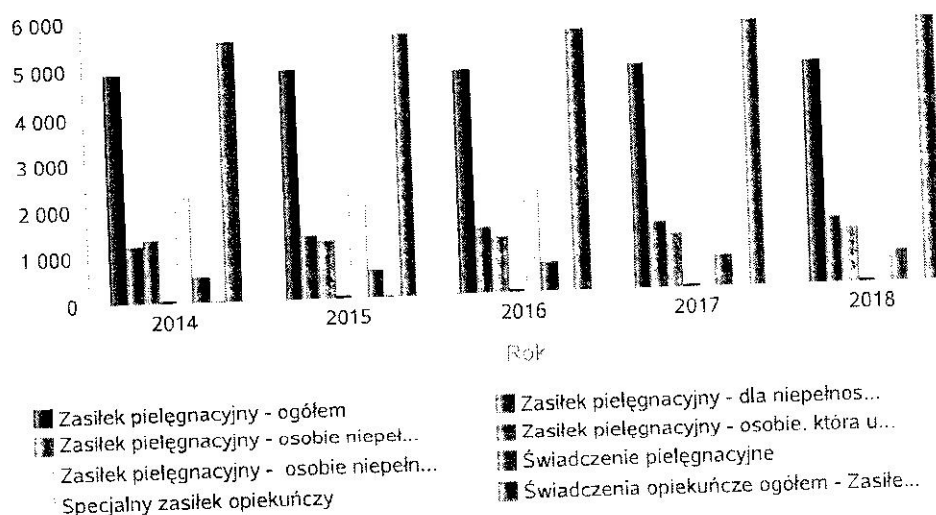 6 000
5 000
4 000
3 000
2 000
1 000
0
2014 2015 2016 2017 2018
Rok
Zasiłek pielęgnacyjny - ogółem
Zasiłek pielęgnacyjny - osobie niepeł...
Zasiłek pielęgnacyjny - osobie niepełn...
Specjalny zasiłek opiekuńczy
Zasiłek pielęgnacyjny - dla niepełnos...
Zasiłek pielęgnacyjny - osobie, która u...
Świadczenie pielęgnacyjne
Świadczenia opiekuńcze ogółem - Zasiłe...